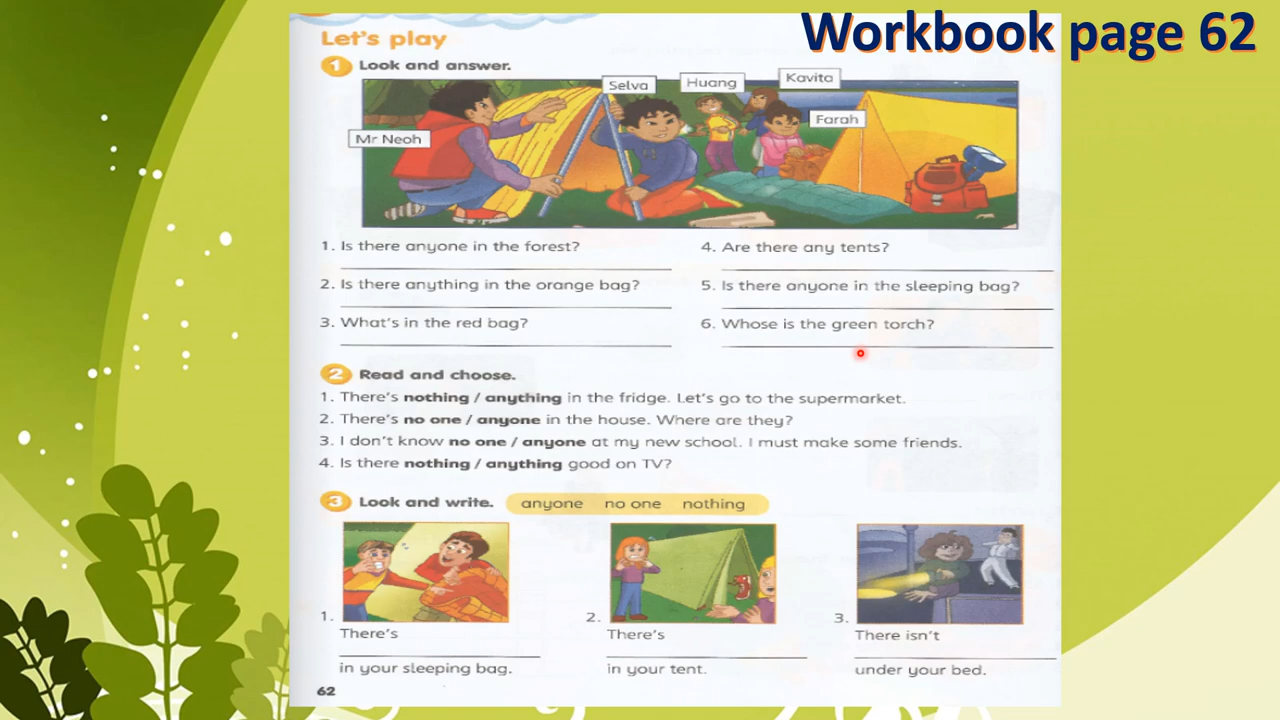 Workbook page 62
Let's play
1 Look and answer.
Selva
Huang
Kavita
Farah
Mr Neoh
1. Is there anyone in the forest?
2. Is there anything in the orange bag?
3. What's in the red bag?
4. Are there any tents?
5. Is there anyone in the sleeping bag?
6. Whose is the green torch?
2 Read and choose.
1. There's nothing / anything in the fridge. Let's go to the supermarket.
2. There's no one / anyone in the house. Where are they?
3. I don't know no one / anyone at my new school. I must make some friends.
4. Is there nothing / anything good on TV?
3 Look and write.
anyone no one nothing
1.
There's
in your sleeping bag.
2.
There's
in your tent.
3.
There isn't
under your bed.
62